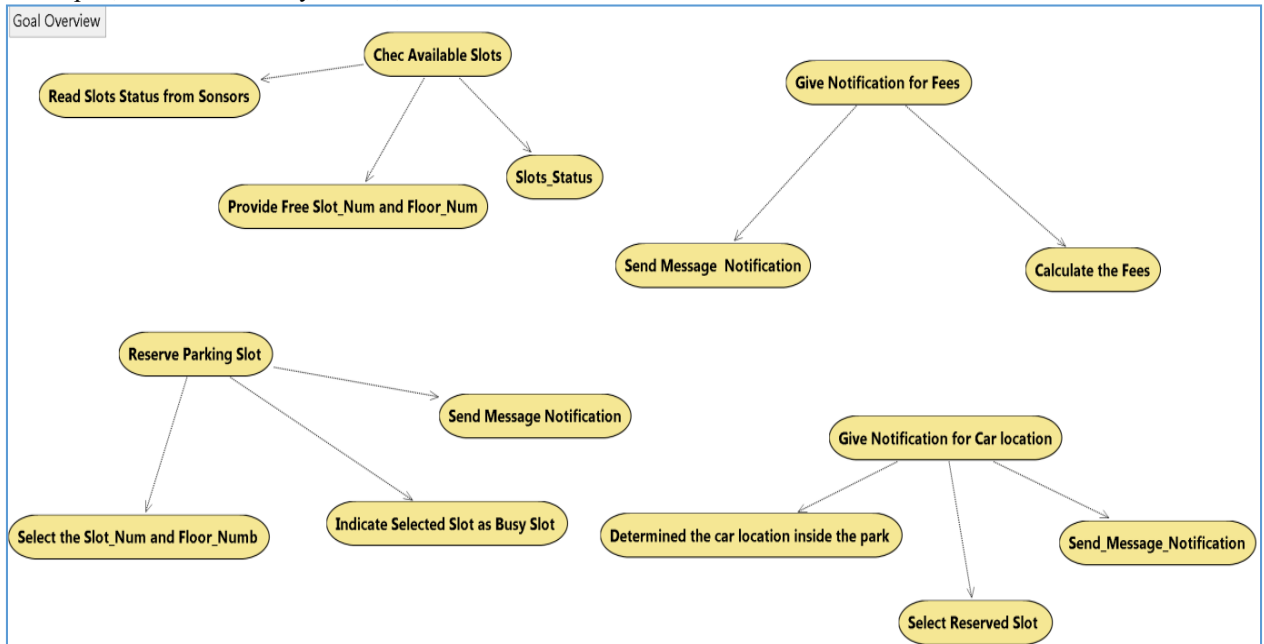 Goal Overview
Chec Available Slots
Read Slots Status from Sonsors
Slots_Status
Provide Free Slot_Num and Floor_Num
Give Notification for Fees
Send Message Notification
Calculate the Fees
Reserve Parking Slot
Send Message Notification
Indicate Selected Slot as Busy Slot
Select the Slot_Num and Floor_Numb
Give Notification for Car location
Determined the car location inside the park
Send_Message_Notification
Select Reserved Slot